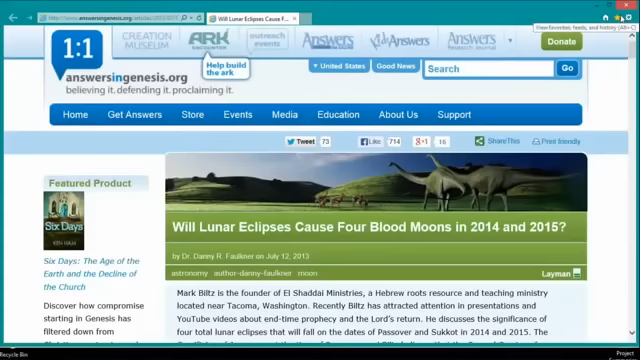 http://www.answersingenesis.org/articles/2013/07/1
Will Lunar Eclipses Cause F...
View favorites, feeds, and history (Alt+C)
1:1
CREATION
MUSEUM
ARK
ENCOUNTER
outreach
events
Answers
Kids Answers
Answers
Donate
Help build
the ark
answersingenesis.org
believing it. defending it. proclaiming it.
United States
Good News
Search
Go
Home Get Answers Store Events Media Education About Us Support
Tweet 73 Like 714 +1 16 ShareThis Print friendly
Featured Product
SIX
DAYS
KEN HAM
Six Days: The Age of the
Earth and the Decline of
the Church
Discover how compromise
starting in Genesis has
filtered down from
Will Lunar Eclipses Cause Four Blood Moons in 2014 and 2015?
by Dr. Danny R. Faulkner on July 12, 2013
astronomy author-danny-faulkner moon
Layman
Mark Biltz is the founder of El Shaddai Ministries, a Hebrew roots resource and teaching ministry
located near Tacoma, Washington. Recently Biltz has attracted attention in presentations and
YouTube videos about end-time prophecy and the Lord's return. He discusses the significance of
four total lunar eclipses that will fall on the dates of Passover and Sukkot in 2014 and 2015. The
Recycle Bin
Project